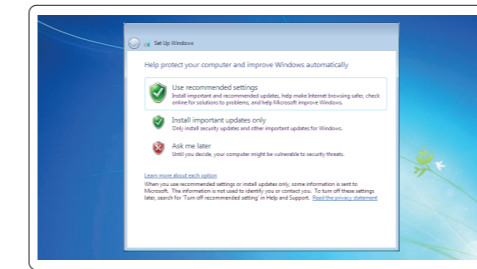 Set Up Windows
Help protect your computer and improve Windows automatically
Use recommended settings
Install important and recommended updates, help make Internet browsing safer, check
online for solutions to problems, and help Microsoft improve Windows.
Install important updates only
Only install security updates and other important updates for Windows.
Ask me later
Until you decide, your computer might be vulnerable to security threats.
Learn more about each option
When you use recommended settings or install updates only, some information is sent to
Microsoft. The information is not used to identify you or contact you. To turn off these settings
later, search for 'Turn off recommended setting' in Help and Support. Read the privacy statement